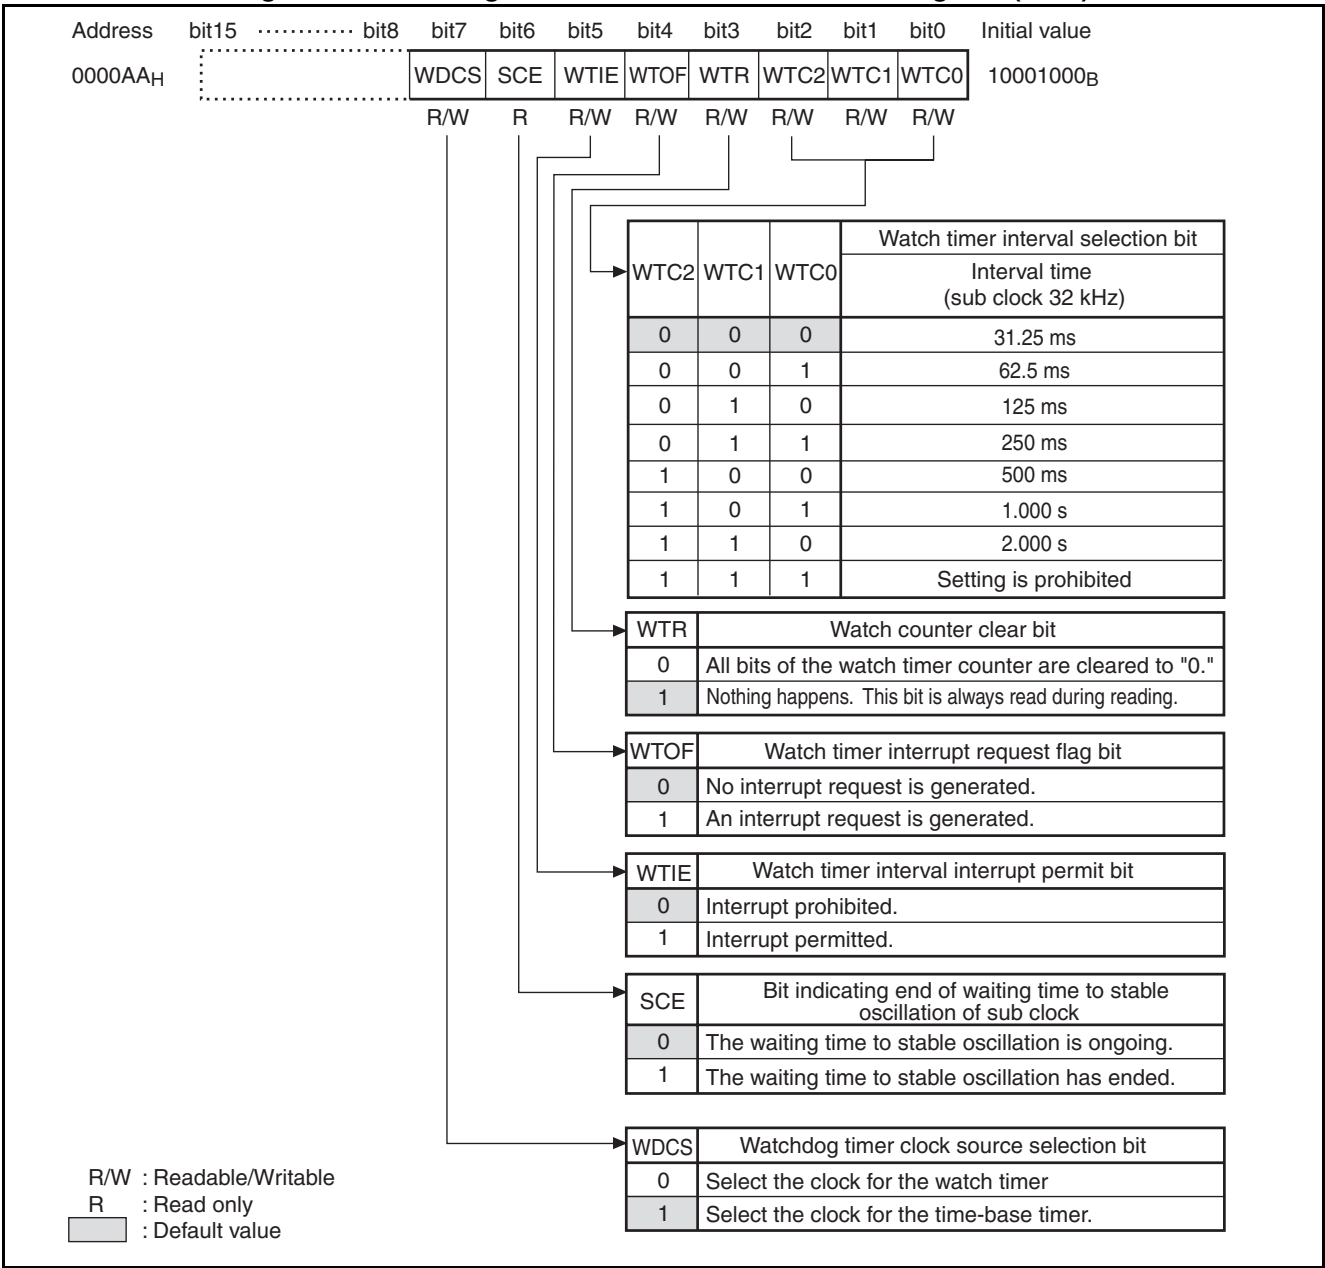 Address bit15 ············ bit8 bit7 bit6 bit5 bit4 bit3 bit2 bit1 bit0 Initial value
0000AAH WDCS SCE WTIE WTOF WTR WTC2 WTC1 WTC0 10001000B
R/W R R/W R/W R/W R/W R/W R/W
WTC2 WTC1 WTC0 Watch timer interval selection bit
Interval time
(sub clock 32 kHz)
0 0 0 31.25 ms
0 0 1 62.5 ms
0 1 0 125 ms
0 1 1 250 ms
1 0 0 500 ms
1 0 1 1.000 s
1 1 0 2.000 s
1 1 1 Setting is prohibited
WTR Watch counter clear bit
0 All bits of the watch timer counter are cleared to "0."
1 Nothing happens. This bit is always read during reading.
WTOF Watch timer interrupt request flag bit
0 No interrupt request is generated.
1 An interrupt request is generated.
WTIE Watch timer interval interrupt permit bit
0 Interrupt prohibited.
1 Interrupt permitted.
SCE Bit indicating end of waiting time to stable
oscillation of sub clock
0 The waiting time to stable oscillation is ongoing.
1 The waiting time to stable oscillation has ended.
WDCS Watchdog timer clock source selection bit
0 Select the clock for the watch timer
1 Select the clock for the time-base timer.
R/W : Readable/Writable
R : Read only
: Default value